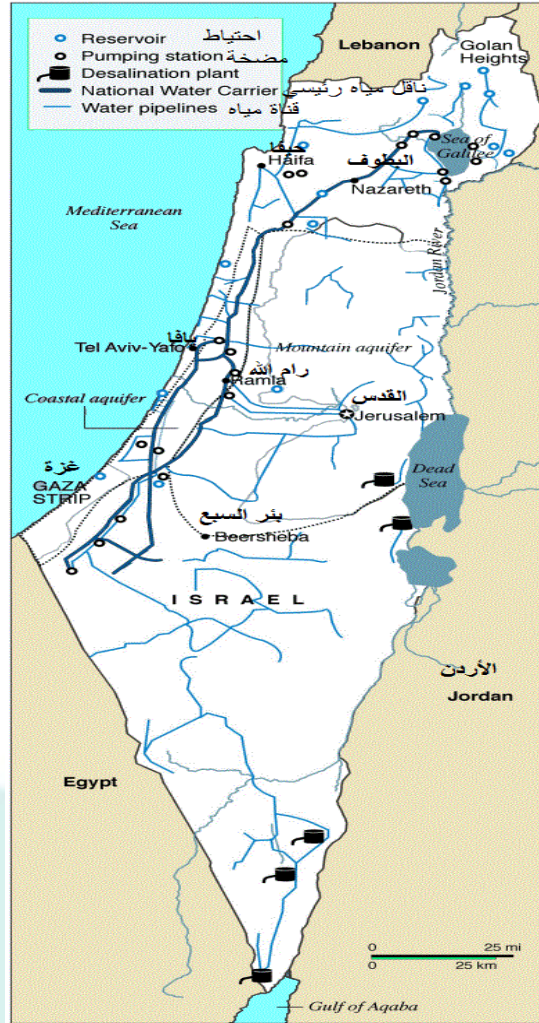 Reservoir احتياط
Pumping station مضخة
Desalination plant
National Water Carrier ناقل مياه رئيسي
Water pipelines قناة مياه
Lebanon
Golan
Heights
حيفا
Haifa
البطوف
Sea of
Galilee
Nazareth
Mediterranean
Sea
Jordan River
يافا
Tel Aviv-Yafo
Mountain aquifer
رام الله
Ramla
Coastal aquifer
القدس
Jerusalem
غزة
GAZA
STRIP
Dead
Sea
بئر السبع
Beersheba
ISRAEL
الأردن
Jordan
Egypt
0 25 mi
0 25 km
Gulf of Aqaba